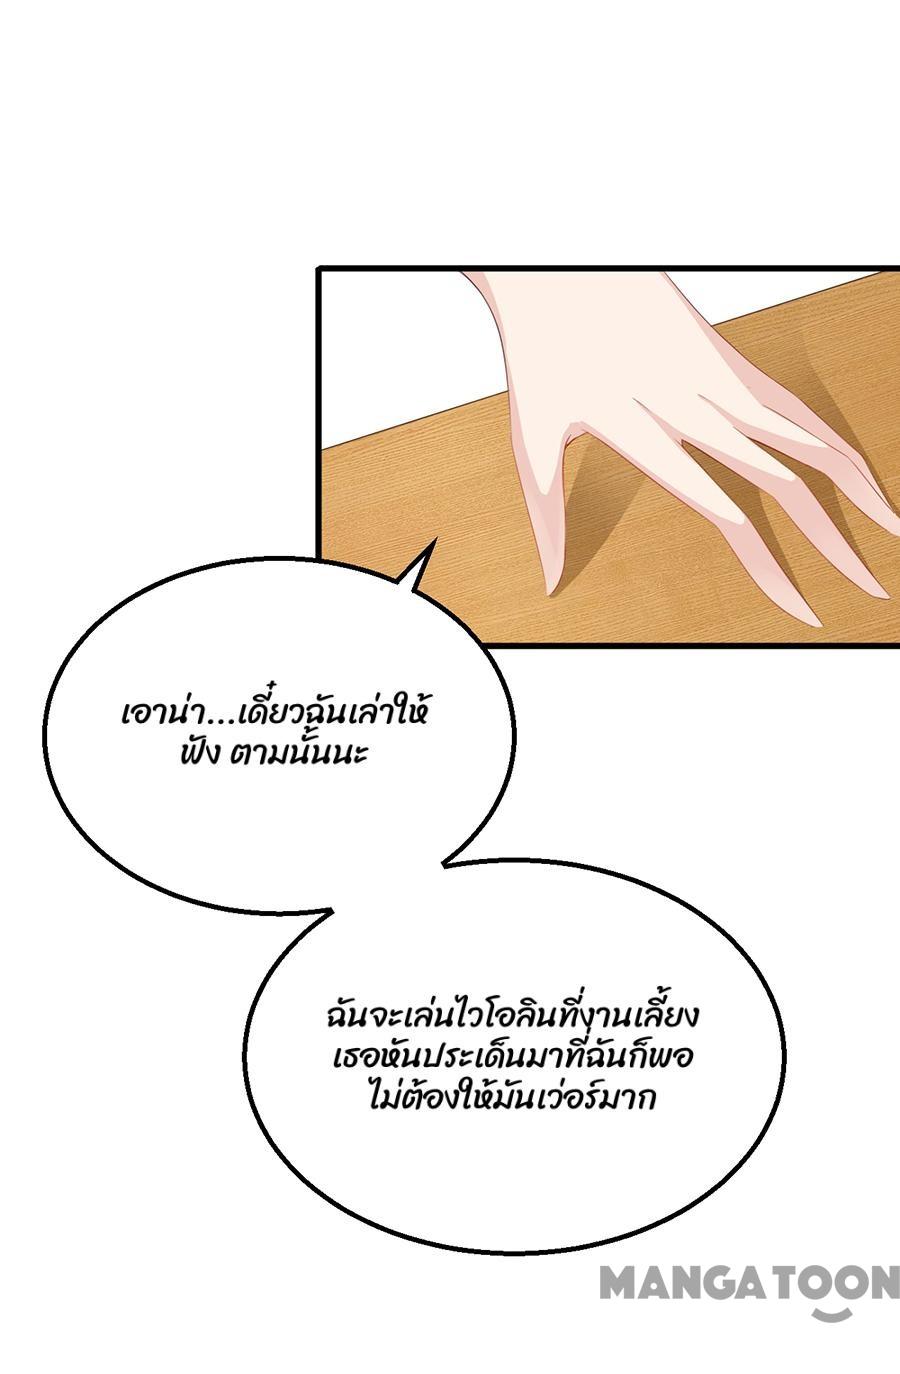 เอาน่า...เดี๋ยวฉันเล่าให้
ฟัง ตามนั้นนะ
ฉันจะเล่นไวโอลินที่งานเลี้ยง
เธอหันประเด็นมาที่ฉันก็พอ
ไม่ต้องให้มันเว่อร์มาก
MANGATOON